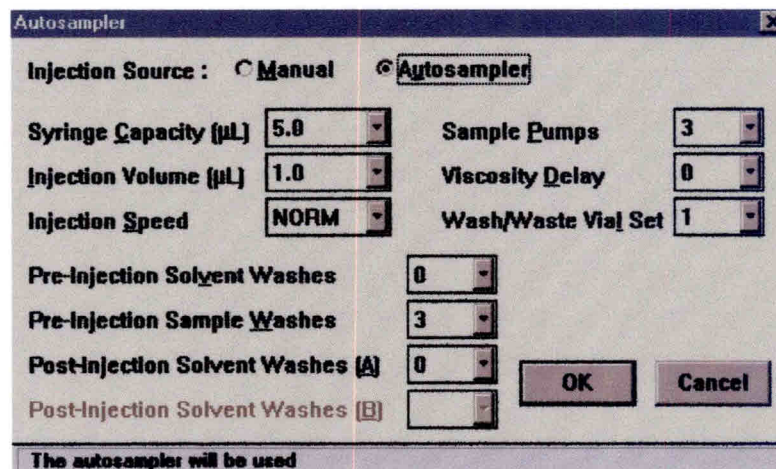 Autosampler
Injection Source : Manual Autosampler
Syringe Capacity (µL) 5.0 Sample Pumps 3
Injection Volume (µL) 1.0 Viscosity Delay 0
Injection Speed NORM Wash/Waste Vial Set 1
Pre-Injection Solvent Washes 0
Pre-Injection Sample Washes 3
Post-Injection Solvent Washes (A) 0
OK Cancel
Post-Injection Solvent Washes (B)
The autosampler will be used